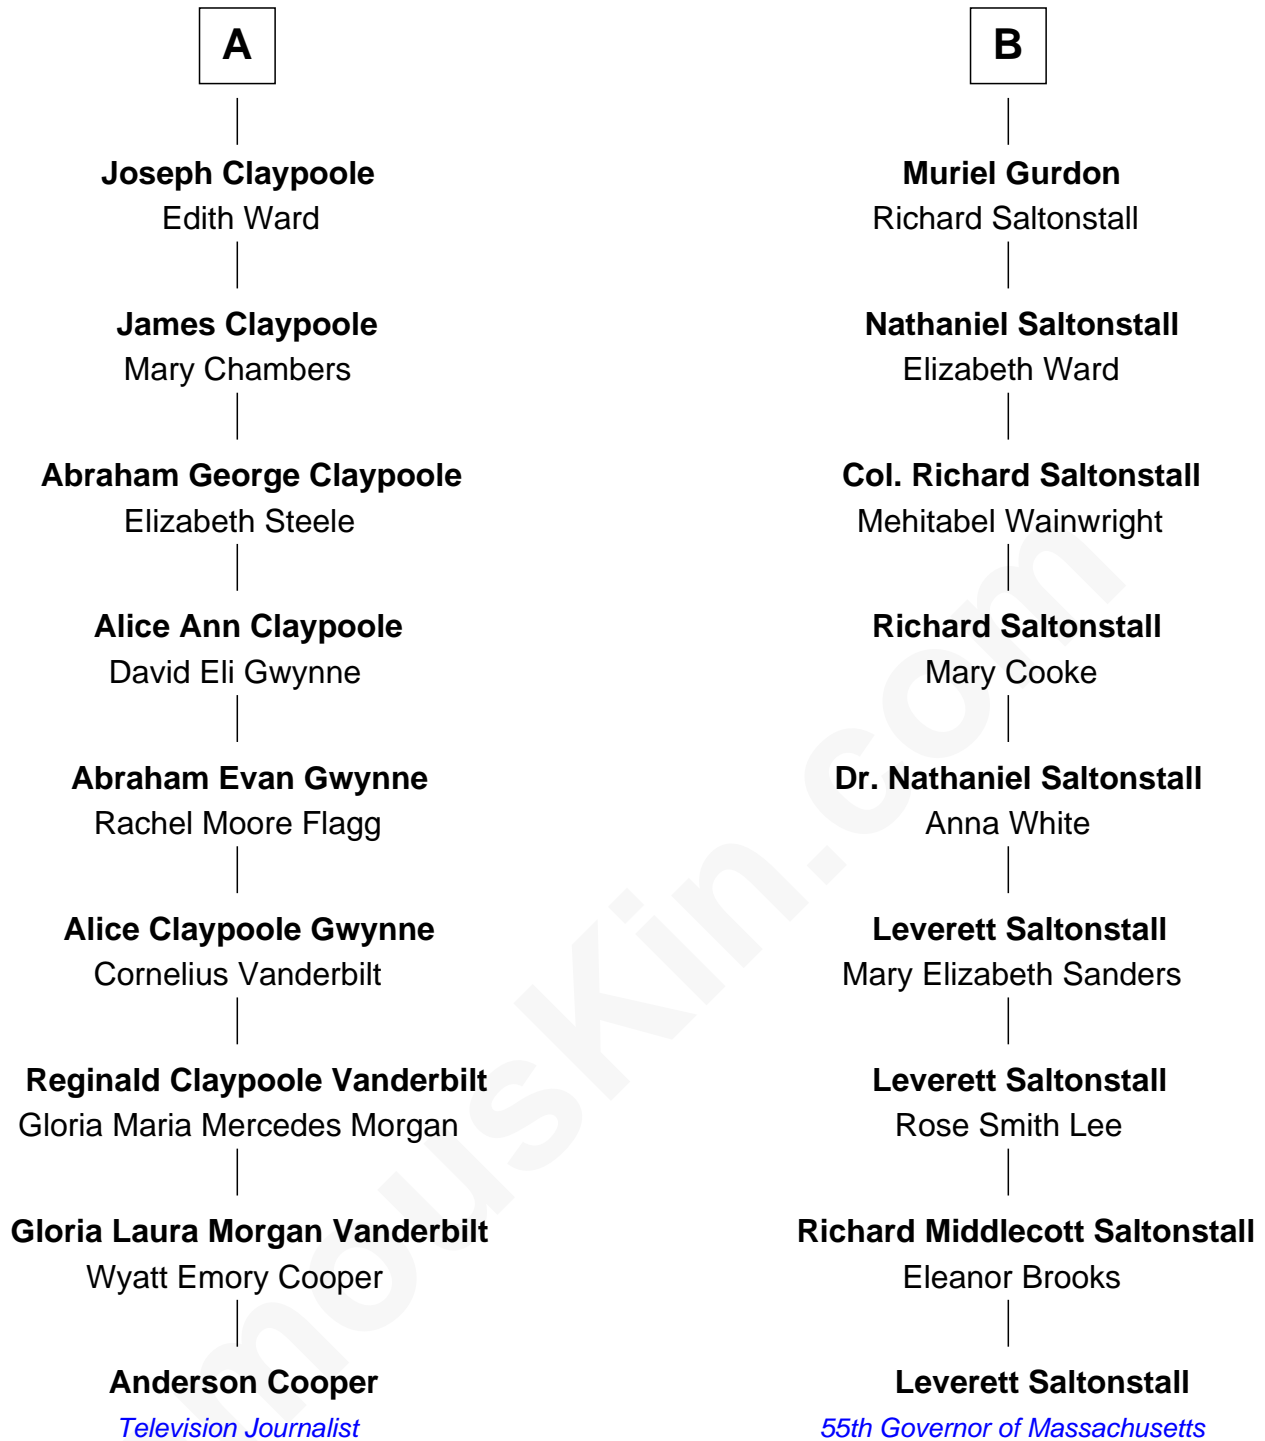 A
Joseph Claypoole
Edith Ward
James Claypoole
Mary Chambers
Abraham George Claypoole
Elizabeth Steele
Alice Ann Claypoole
David Eli Gwynne
Abraham Evan Gwynne
Rachel Moore Flagg
Alice Claypoole Gwynne
Cornelius Vanderbilt
Reginald Claypoole Vanderbilt
Gloria Maria Mercedes Morgan
Gloria Laura Morgan Vanderbilt
Wyatt Emory Cooper
Anderson Cooper
Television Journalist
B
Muriel Gurdon
Richard Saltonstall
Nathaniel Saltonstall
Elizabeth Ward
Col. Richard Saltonstall
Mehitabel Wainwright
Richard Saltonstall
Mary Cooke
Dr. Nathaniel Saltonstall
Anna White
Leverett Saltonstall
Mary Elizabeth Sanders
Leverett Saltonstall
Rose Smith Lee
Richard Middlecott Saltonstall
Eleanor Brooks
Leverett Saltonstall
55th Governor of Massachusetts
mousKin.com